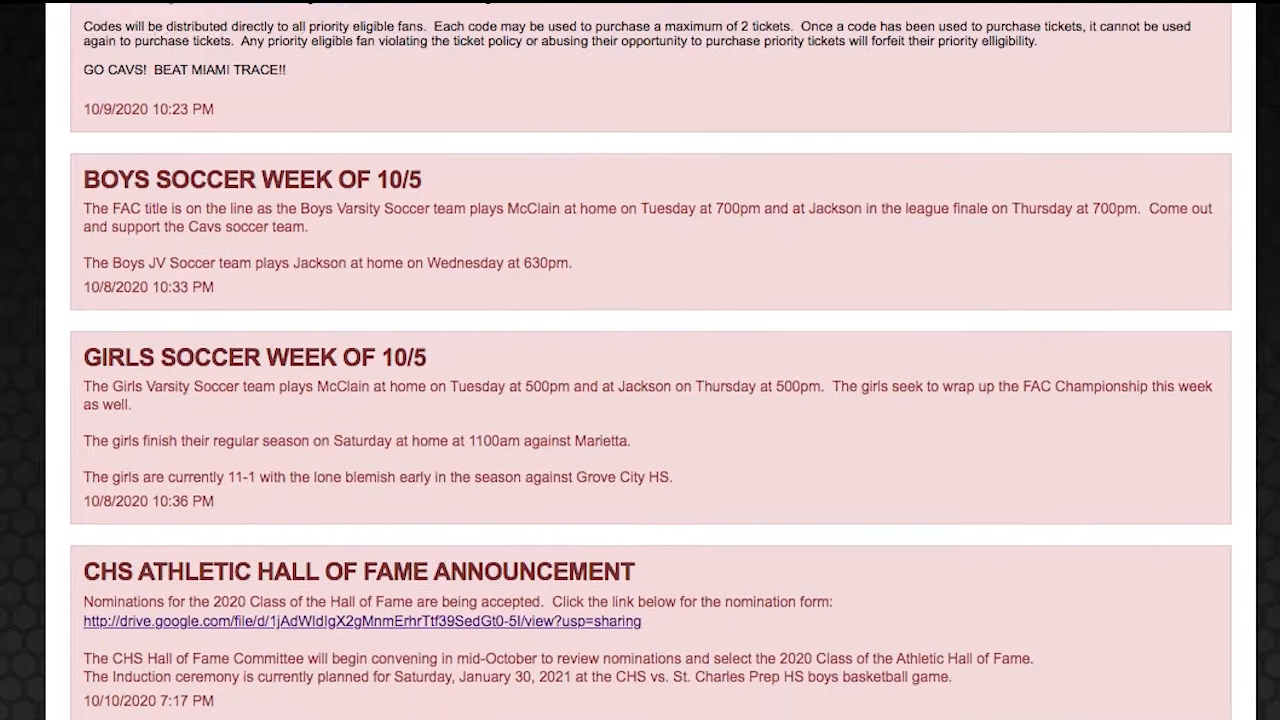 Codes will be distributed directly to all priority eligible fans.  Each code may be used to purchase a maximum of 2 tickets.  Once a code has been used to purchase tickets, it cannot be used
again to purchase tickets.  Any priority eligible fan violating the ticket policy or abusing their opportunity to purchase priority tickets will forfeit their priority elligibility.
GO CAVS!  BEAT MIAMI TRACE!!
10/9/2020 10:23 PM
BOYS SOCCER WEEK OF 10/5
The FAC title is on the line as the Boys Varsity Soccer team plays McClain at home on Tuesday at 700pm and at Jackson in the league finale on Thursday at 700pm.  Come out
and support the Cavs soccer team.
The Boys JV Soccer team plays Jackson at home on Wednesday at 630pm.
10/8/2020 10:33 PM
GIRLS SOCCER WEEK OF 10/5
The Girls Varsity Soccer team plays McClain at home on Tuesday at 500pm and at Jackson on Thursday at 500pm.  The girls seek to wrap up the FAC Championship this week
as well.
The girls finish their regular season on Saturday at home at 1100am against Marietta.
The girls are currently 11-1 with the lone blemish early in the season against Grove City HS.
10/8/2020 10:36 PM
CHS ATHLETIC HALL OF FAME ANNOUNCEMENT
Nominations for the 2020 Class of the Hall of Fame are being accepted.  Click the link below for the nomination form:
http://drive.google.com/file/d/1jAdWldlgX2gMnmErhrTtf39SedGt0-5I/view?usp=sharing
The CHS Hall of Fame Committee will begin convening in mid-October to review nominations and select the 2020 Class of the Athletic Hall of Fame.
The Induction ceremony is currently planned for Saturday, January 30, 2021 at the CHS vs. St. Charles Prep HS boys basketball game.
10/10/2020 7:17 PM